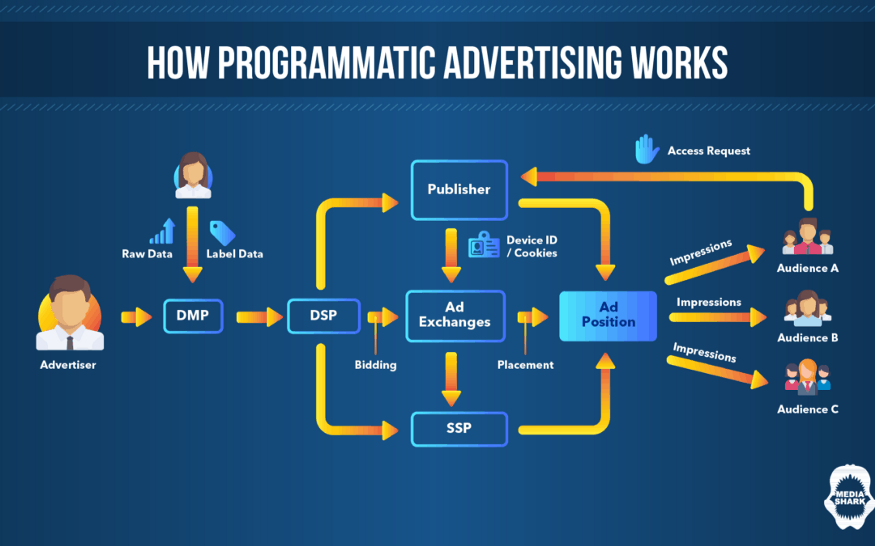 HOW PROGRAMMATIC ADVERTISING WORKS
Access Request
Publisher
Raw Data
Label Data
Device ID
/ Cookies
Impressions
Audience A
DMP
DSP
Ad
Exchanges
Ad
Position
Impressions
Audience B
Advertiser
Bidding
Placement
Impressions
Audience C
SSP
MEDIA
SHARK